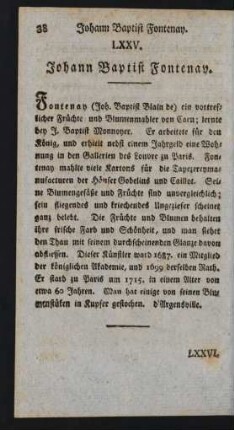 38 Johann Baptist Fontenay.
LXXV.
Johann Baptist Fontenay.
Fontenay (Joh. Baptist Blain de) ein vortref-
licher Früchte und Blumenmahler von Caen; lernte
bey J. Baptist Monnoyer. Er arbeitete für den
König, und erhielt nebst einem Jahrgeld eine Woh-
nung in den Gallerien des Louvre zu Paris. Fon-
tenay mahlte viele Kartons für die Tapezereyma-
nufacturen der Häuser Gobelins und Caillot. Sei-
ne Blumengefäße und Früchte sind unvergleichlich;
sein fliegendes und kriechendes Ungeziefer scheinet
ganz belebt. Die Früchte und Blumen behalten
ihre frische Farb und Schönheit, und man siehet
den Thau mit seinem durchscheinenden Glanze davon
abfliessen. Dieser Künstler ward 1687. ein Mitglied
der königlichen Akademie, und 1699 derselben Rath.
Er starb zu Paris am 1715. in einem Alter von
etwa 60 Jahren. Man hat einige von seinen Blu-
menstüken in Kupfer gestochen. d'Argensville.
LXXVI.